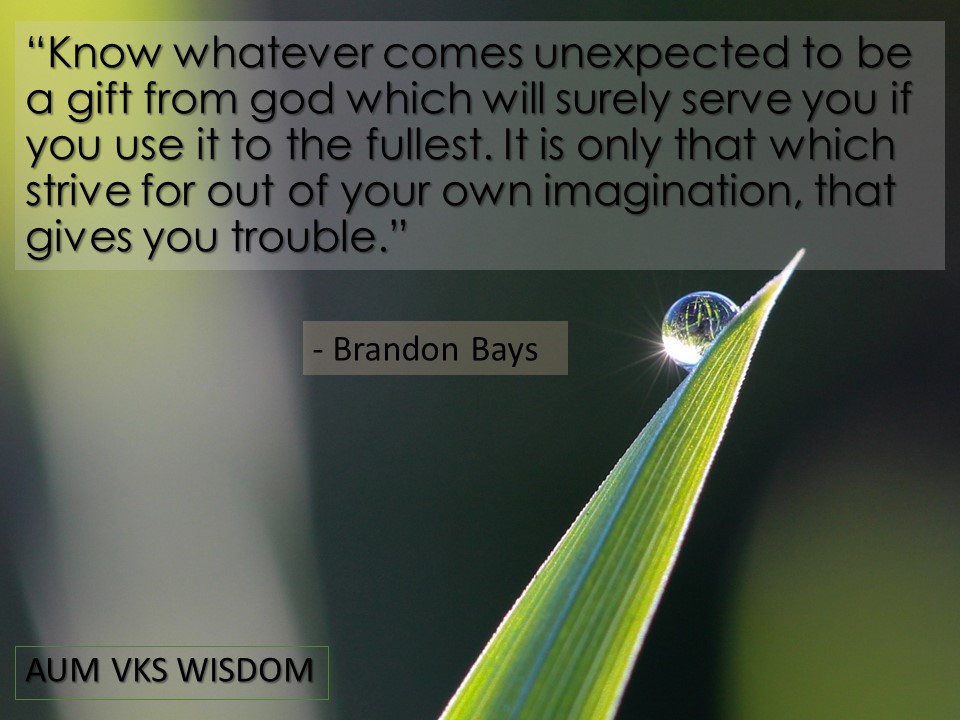 “Know whatever comes unexpected to be
a gift from god which will surely serve you if
you use it to the fullest. It is only that which
strive for out of your own imagination, that
gives you trouble.”
- Brandon Bays
AUM VKS WISDOM